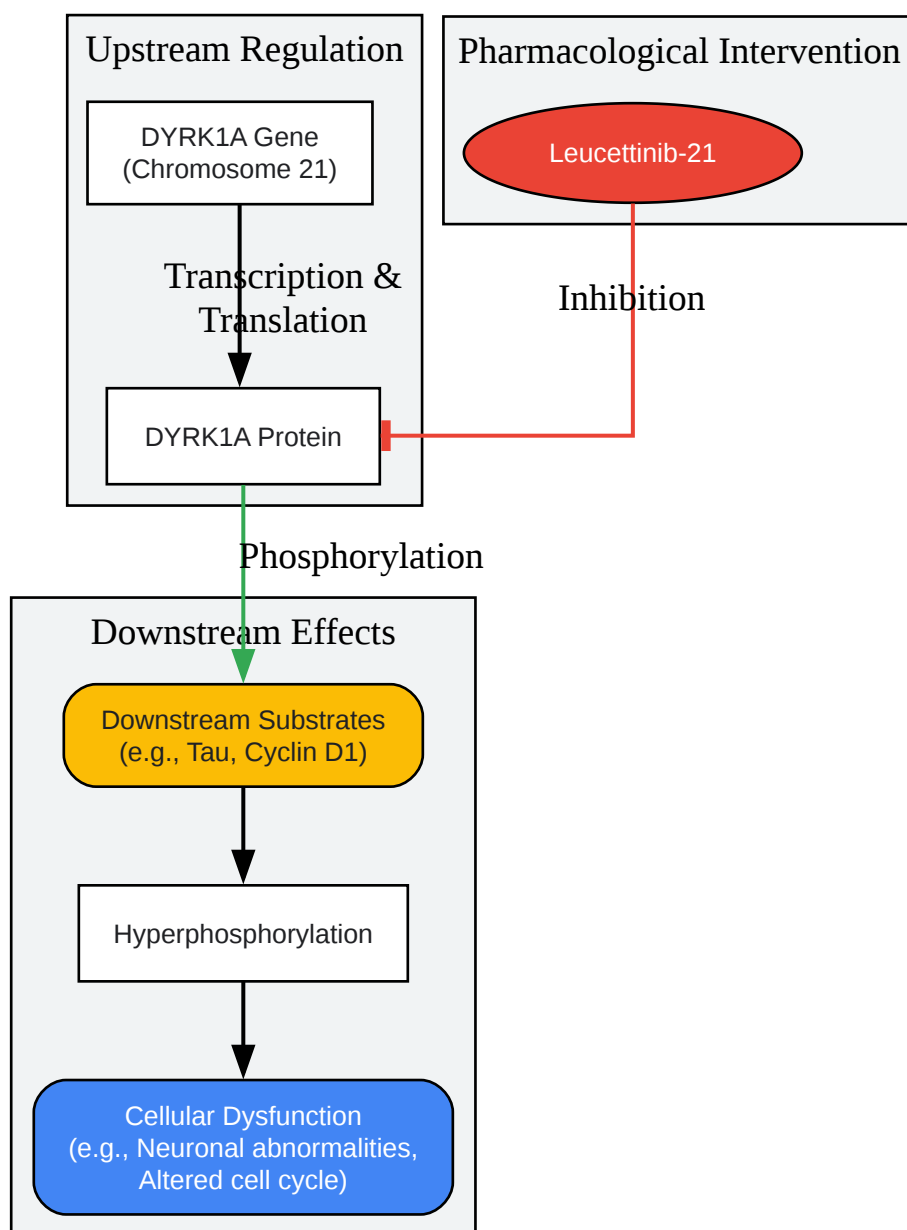 Upstream Regulation
DYRK1A Gene
(Chromosome 21)
Transcription &
Translation
DYRK1A Protein
Pharmacological Intervention
Leucettinib-21
Inhibition
Phosphorylation
Downstream Effects
Downstream Substrates
(e.g., Tau, Cyclin D1)
Hyperphosphorylation
Cellular Dysfunction
(e.g., Neuronal abnormalities,
Altered cell cycle)